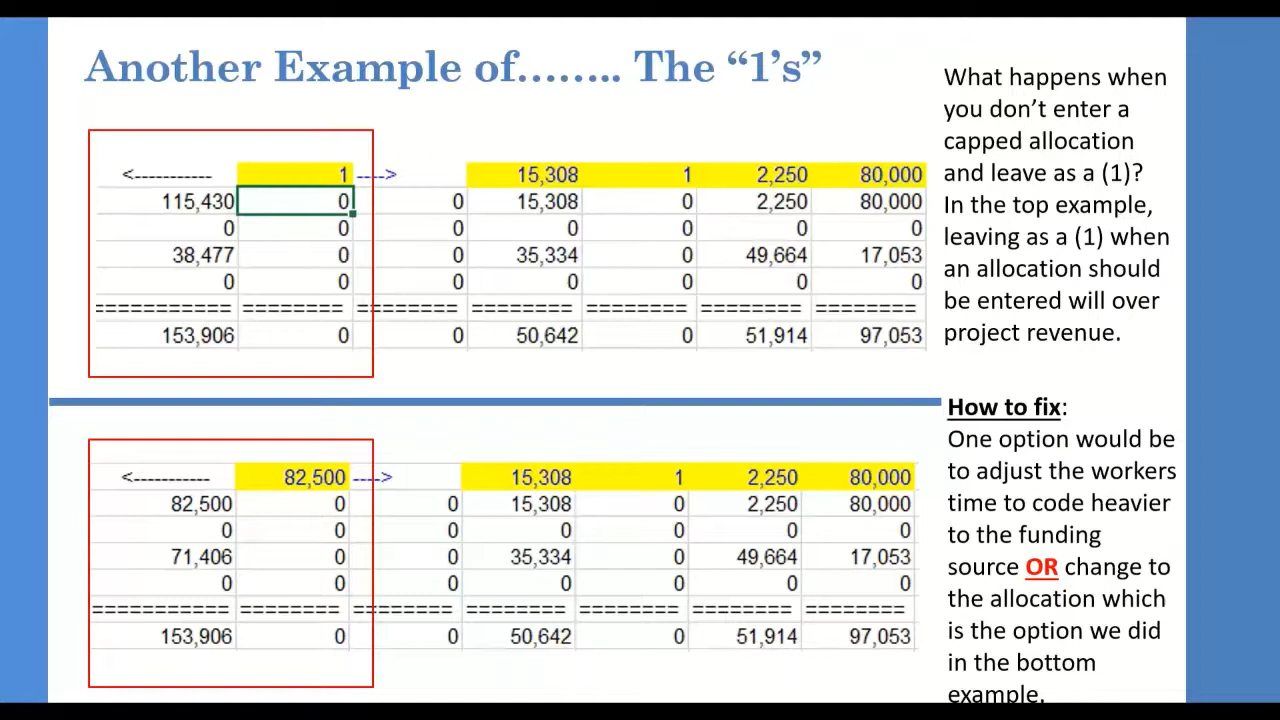 Another Example of…….. The “1’s”
<----------- 1 ----> 15,308 1 2,250 80,000
115,430 0 0 15,308 0 2,250 80,000
0 0 0 0 0 0 0
38,477 0 0 35,334 0 49,664 17,053
0 0 0 0 0 0 0
=========== ======== ======== ======== ======== ======== ========
153,906 0 0 50,642 0 51,914 97,053
What happens when
you don’t enter a
capped allocation
and leave as a (1)?
In the top example,
leaving as a (1) when
an allocation should
be entered will over
project revenue.
<----------- 82,500 ----> 15,308 1 2,250 80,000
82,500 0 0 15,308 0 2,250 80,000
0 0 0 0 0 0 0
71,406 0 0 35,334 0 49,664 17,053
0 0 0 0 0 0 0
=========== ======== ======== ======== ======== ======== ========
153,906 0 0 50,642 0 51,914 97,053
How to fix:
One option would be
to adjust the workers
time to code heavier
to the funding
source OR change to
the allocation which
is the option we did
in the bottom
example.